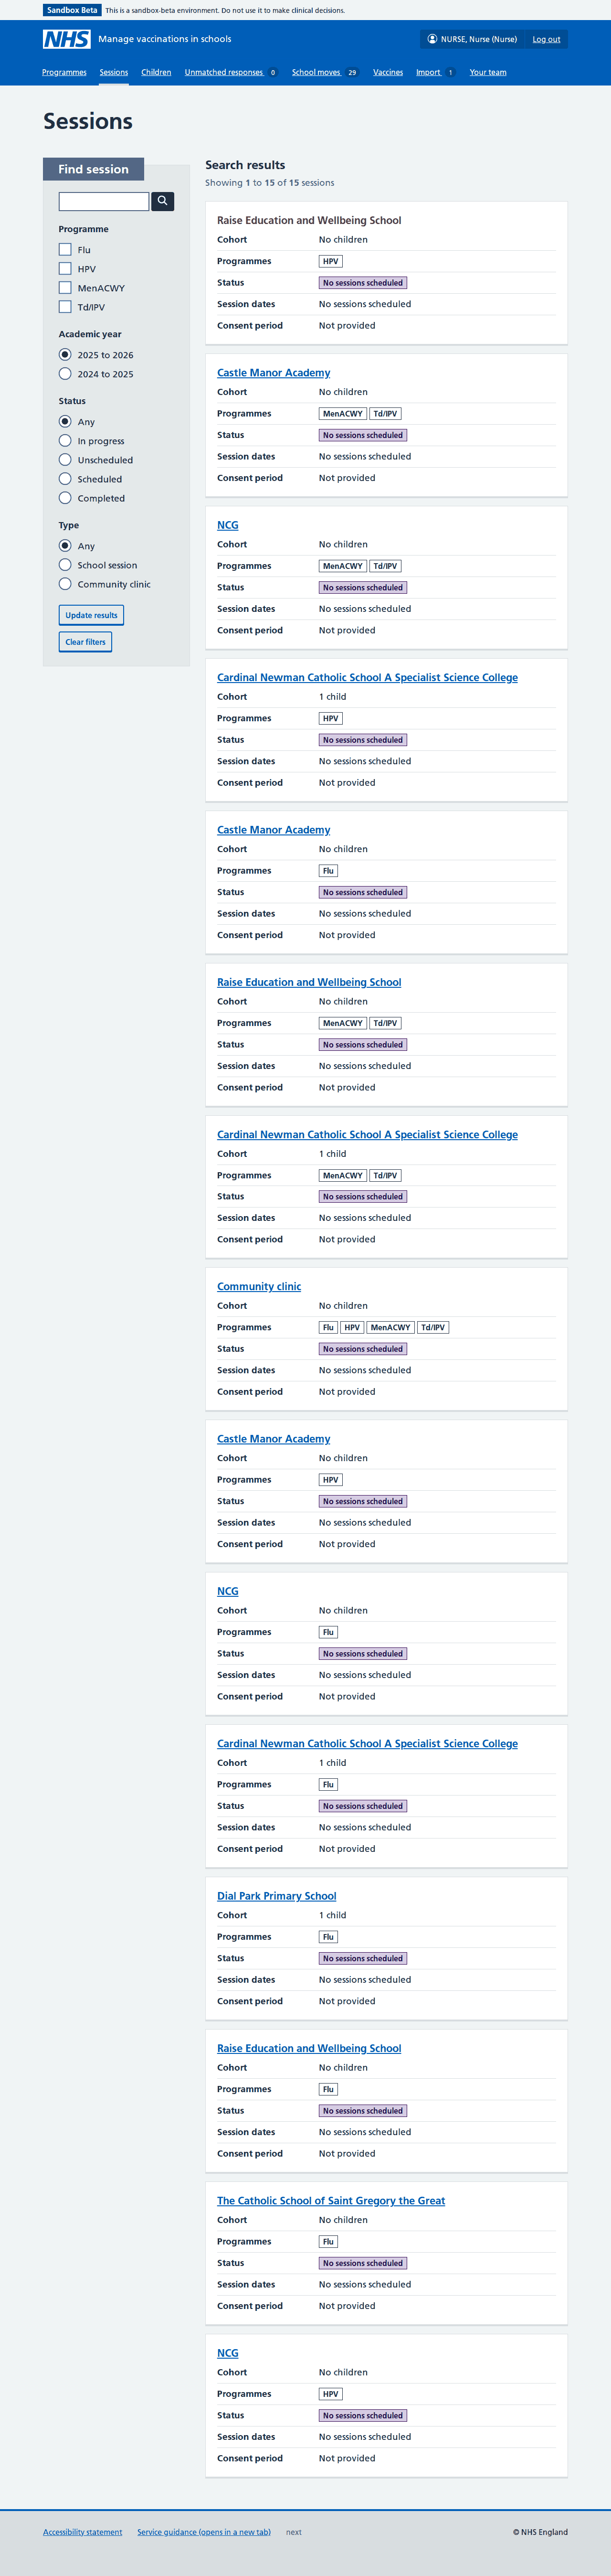 Sandbox Beta This is a sandbox-beta environment. Do not use it to make clinical decisions.
NHS Manage vaccinations in schools NURSE, Nurse (Nurse) Log out
Programmes Sessions Children Unmatched responses 0 School moves 29 Vaccines Import 1 Your team
Sessions
Find session
Programme
Flu
HPV
MenACWY
Td/IPV
Academic year
2025 to 2026
2024 to 2025
Status
Any
In progress
Unscheduled
Scheduled
Completed
Type
Any
School session
Community clinic
Update results
Clear filters
Search results
Showing 1 to 15 of 15 sessions
Raise Education and Wellbeing School
Cohort No children
Programmes HPV
Status No sessions scheduled
Session dates No sessions scheduled
Consent period Not provided
Castle Manor Academy
Cohort No children
Programmes MenACWY Td/IPV
Status No sessions scheduled
Session dates No sessions scheduled
Consent period Not provided
NCG
Cohort No children
Programmes MenACWY Td/IPV
Status No sessions scheduled
Session dates No sessions scheduled
Consent period Not provided
Cardinal Newman Catholic School A Specialist Science College
Cohort 1 child
Programmes HPV
Status No sessions scheduled
Session dates No sessions scheduled
Consent period Not provided
Castle Manor Academy
Cohort No children
Programmes Flu
Status No sessions scheduled
Session dates No sessions scheduled
Consent period Not provided
Raise Education and Wellbeing School
Cohort No children
Programmes MenACWY Td/IPV
Status No sessions scheduled
Session dates No sessions scheduled
Consent period Not provided
Cardinal Newman Catholic School A Specialist Science College
Cohort 1 child
Programmes MenACWY Td/IPV
Status No sessions scheduled
Session dates No sessions scheduled
Consent period Not provided
Community clinic
Cohort No children
Programmes Flu HPV MenACWY Td/IPV
Status No sessions scheduled
Session dates No sessions scheduled
Consent period Not provided
Castle Manor Academy
Cohort No children
Programmes HPV
Status No sessions scheduled
Session dates No sessions scheduled
Consent period Not provided
NCG
Cohort No children
Programmes Flu
Status No sessions scheduled
Session dates No sessions scheduled
Consent period Not provided
Cardinal Newman Catholic School A Specialist Science College
Cohort 1 child
Programmes Flu
Status No sessions scheduled
Session dates No sessions scheduled
Consent period Not provided
Dial Park Primary School
Cohort 1 child
Programmes Flu
Status No sessions scheduled
Session dates No sessions scheduled
Consent period Not provided
Raise Education and Wellbeing School
Cohort No children
Programmes Flu
Status No sessions scheduled
Session dates No sessions scheduled
Consent period Not provided
The Catholic School of Saint Gregory the Great
Cohort No children
Programmes Flu
Status No sessions scheduled
Session dates No sessions scheduled
Consent period Not provided
NCG
Cohort No children
Programmes HPV
Status No sessions scheduled
Session dates No sessions scheduled
Consent period Not provided
Accessibility statement Service guidance (opens in a new tab) next © NHS England